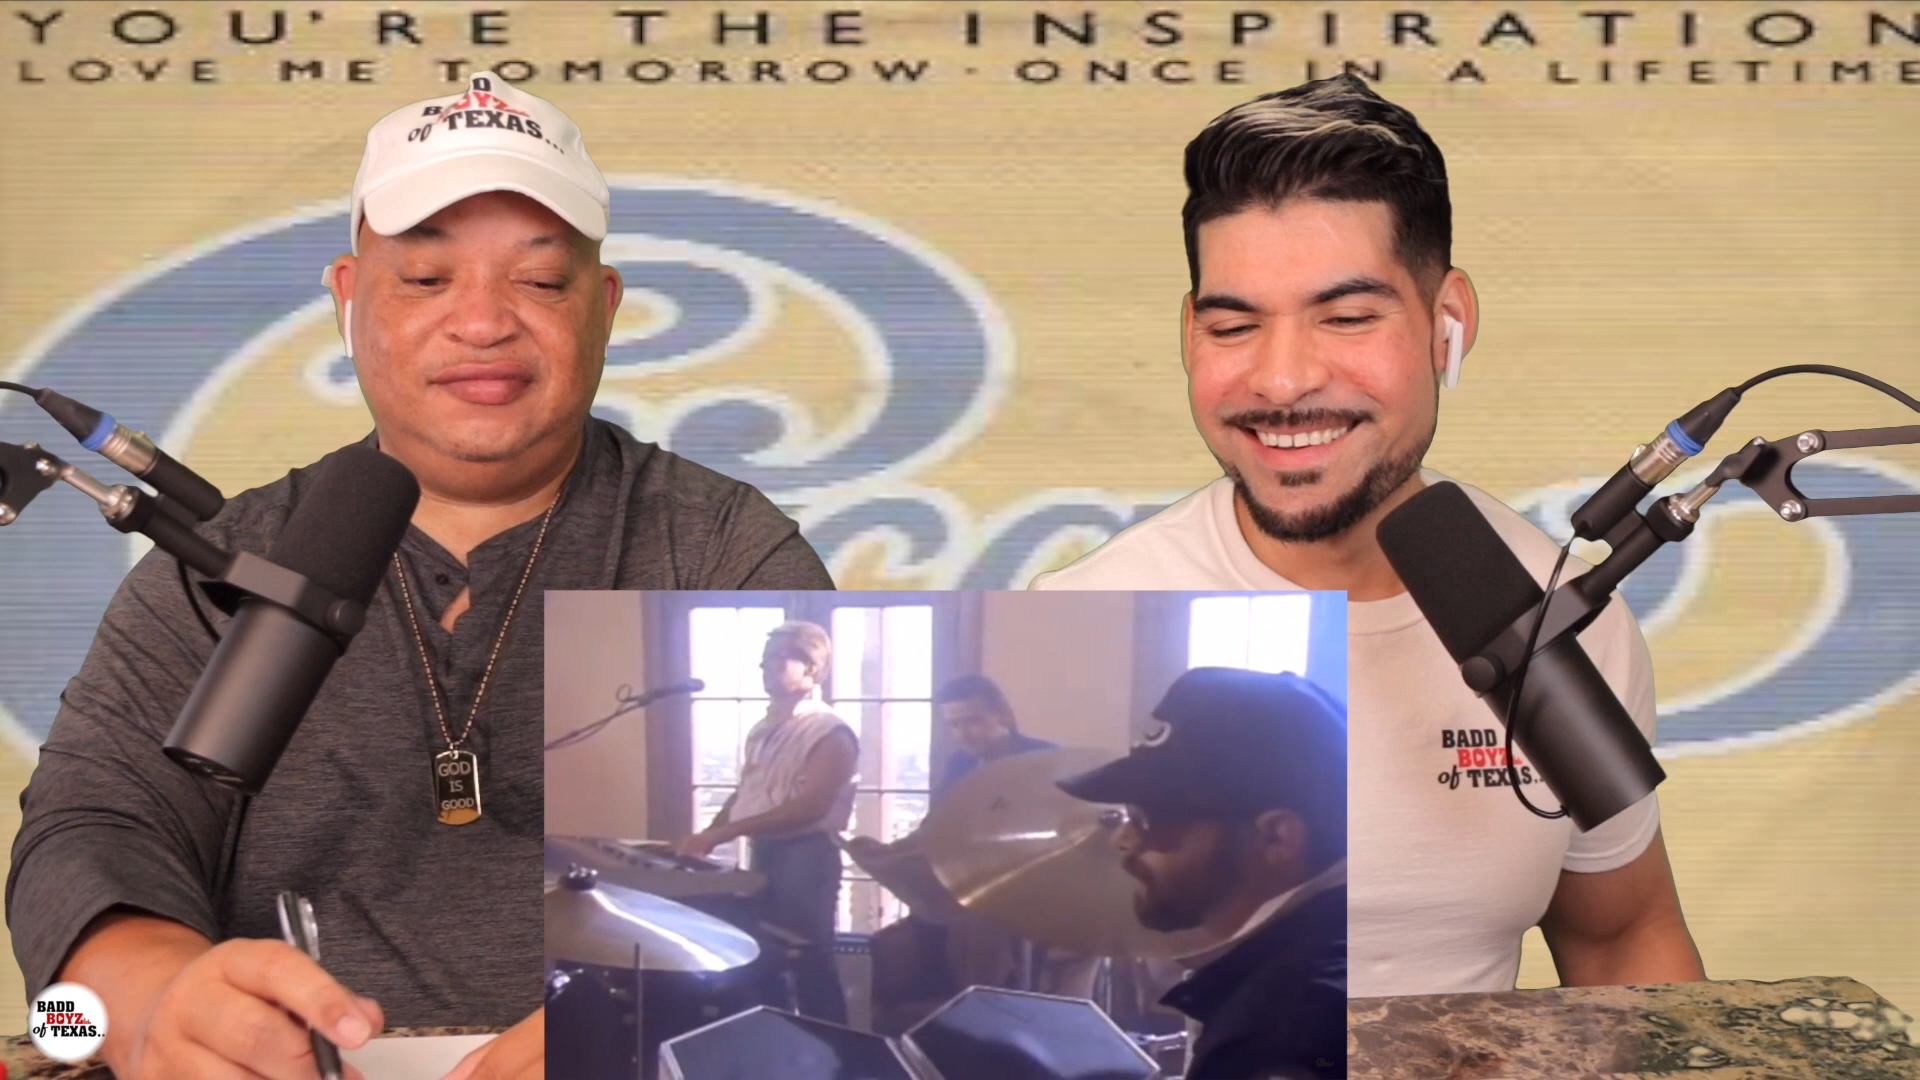 YOU'RE THE INSPIRATION
LOVE ME TOMORROW · ONCE IN A LIFETIME
BOYZ
of TEXAS...
GOD
IS
GOOD
BADD
BOYZ
of TEXAS..
BADD
BOYZ
of TEXAS..